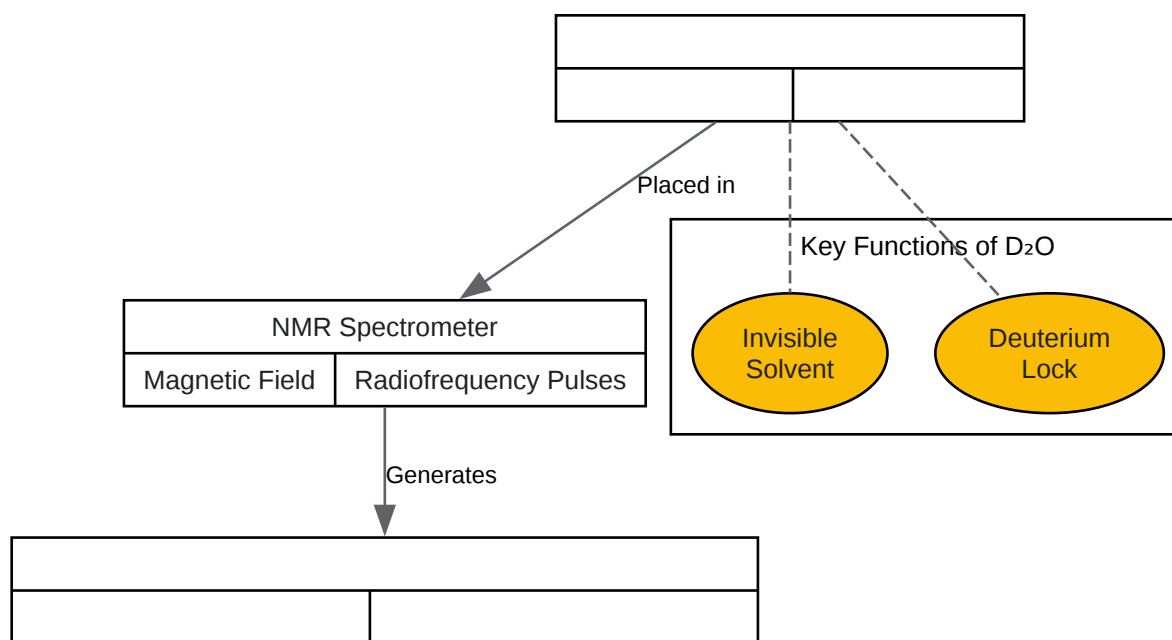 Placed in
Key Functions of D₂O
Invisible
Solvent
Deuterium
Lock
NMR Spectrometer
Magnetic Field
Radiofrequency Pulses
Generates